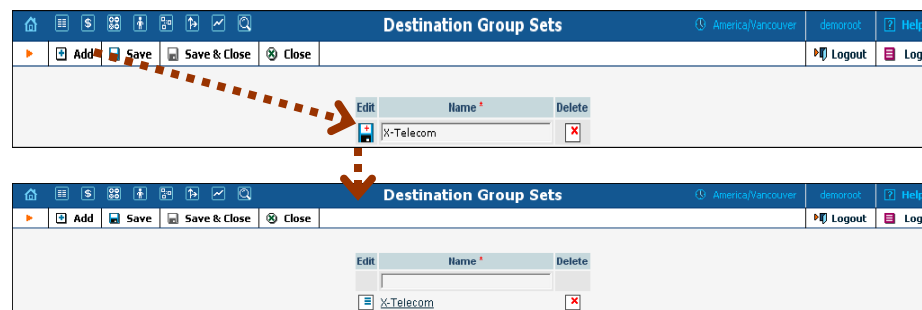 Destination Group Sets America/Vancouver demoroot ? Help
Add Save Save & Close Close Logout Log
Edit Name * Delete
X-Telecom
Destination Group Sets America/Vancouver demoroot ? Help
Add Save Save & Close Close Logout Log
Edit Name * Delete
X-Telecom